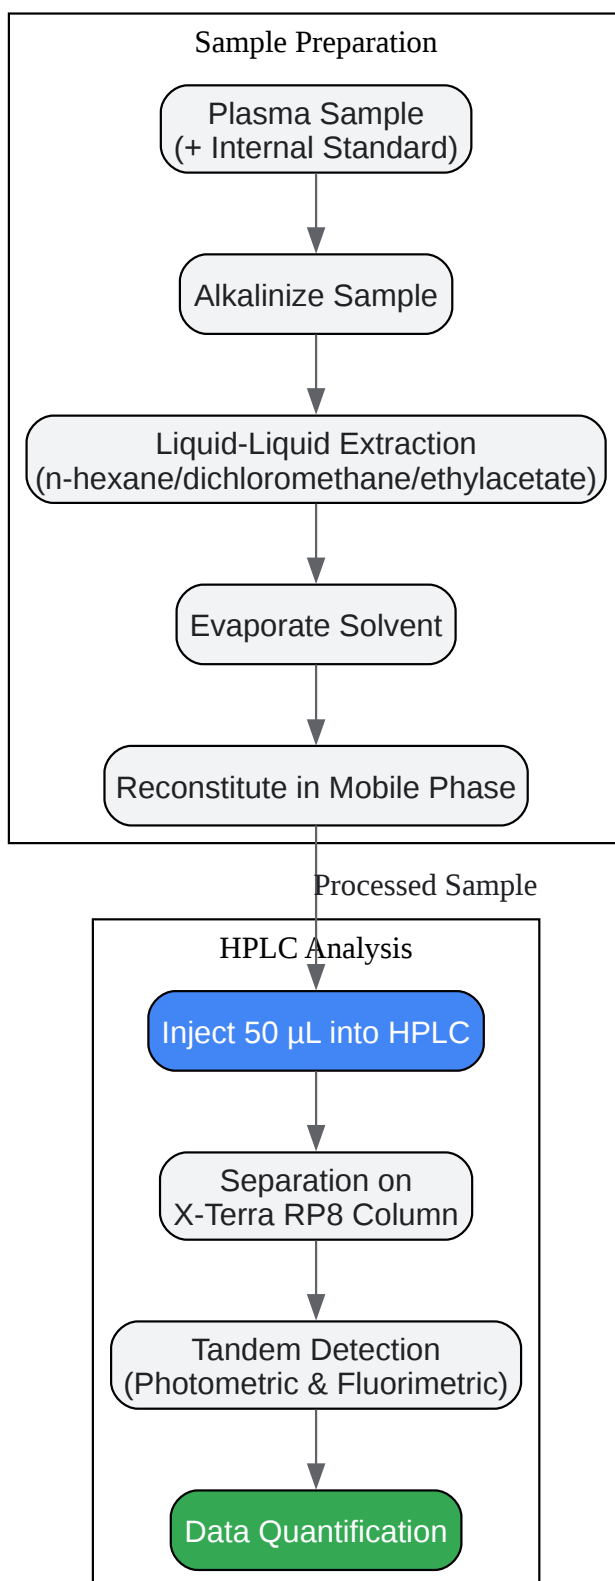 Sample Preparation
Plasma Sample
(+ Internal Standard)
Alkalinize Sample
Liquid-Liquid Extraction
(n-hexane/dichloromethane/ethylacetate)
Evaporate Solvent
Reconstitute in Mobile Phase
Processed Sample
HPLC Analysis
Inject 50 µL into HPLC
Separation on
X-Terra RP8 Column
Tandem Detection
(Photometric & Fluorimetric)
Data Quantification